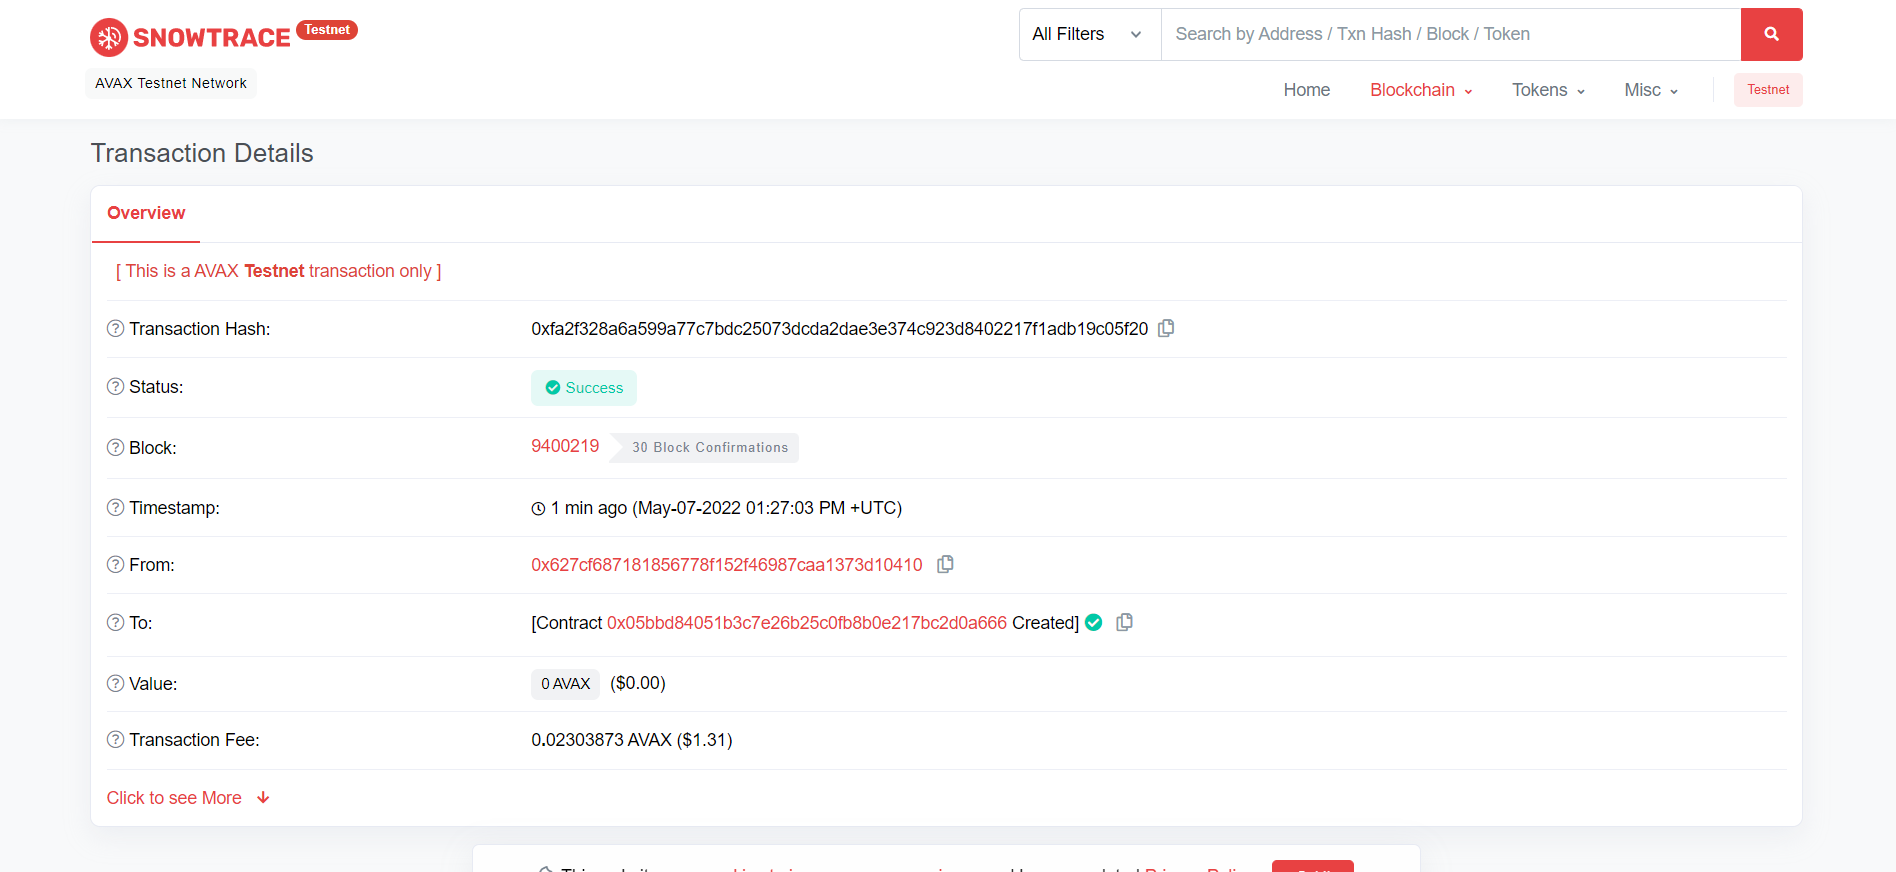 SNOWTRACE Testnet
All Filters Search by Address / Txn Hash / Block / Token
AVAX Testnet Network
Home Blockchain Tokens Misc Testnet
Transaction Details
Overview
[ This is a AVAX Testnet transaction only ]
Transaction Hash: 0xfa2f328a6a599a77c7bdc25073dcda2dae3e374c923d8402217f1adb19c05f20
Status: Success
Block: 9400219 30 Block Confirmations
Timestamp: 1 min ago (May-07-2022 01:27:03 PM +UTC)
From: 0x627cf687181856778f152f46987caa1373d10410
To: [Contract 0x05bbd84051b3c7e26b25c0fb8b0e217bc2d0a666 Created]
Value: 0 AVAX ($0.00)
Transaction Fee: 0.02303873 AVAX ($1.31)
Click to see More